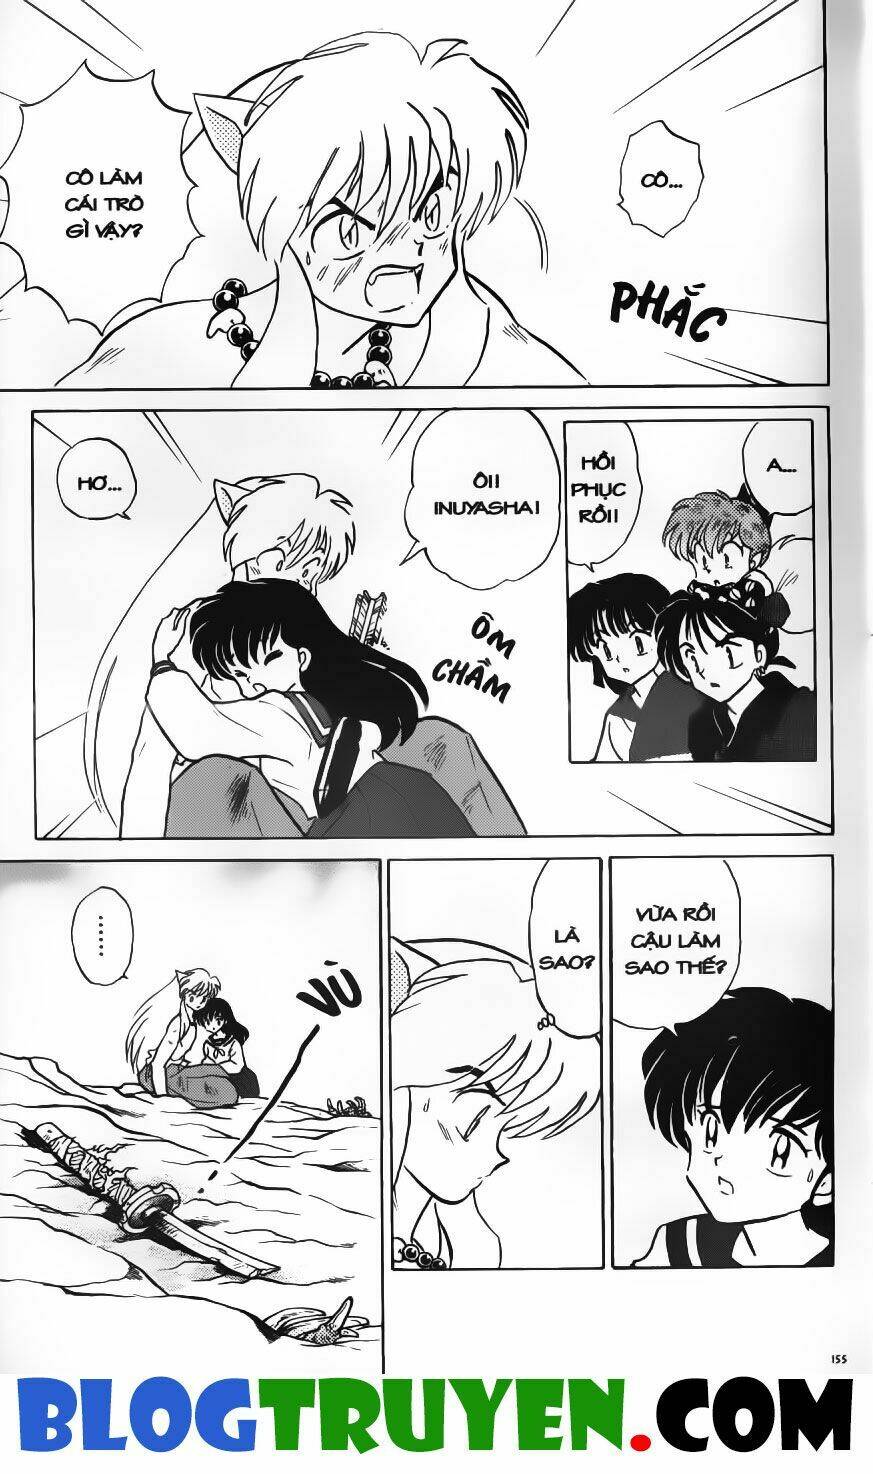 CÔ...
CÔ LÀM
CÁI TRÒ
GÌ VẬY?
PHẮC
A...
HỒI
PHỤC
RỒI!
ÔI!
INUYASHA!
HƠ...
ÔM
CHẦM
VỪA RỒI
CẬU LÀM
SAO THẾ?
LÀ
SAO?
......
VÙ
155
BLOGTRUYEN.COM